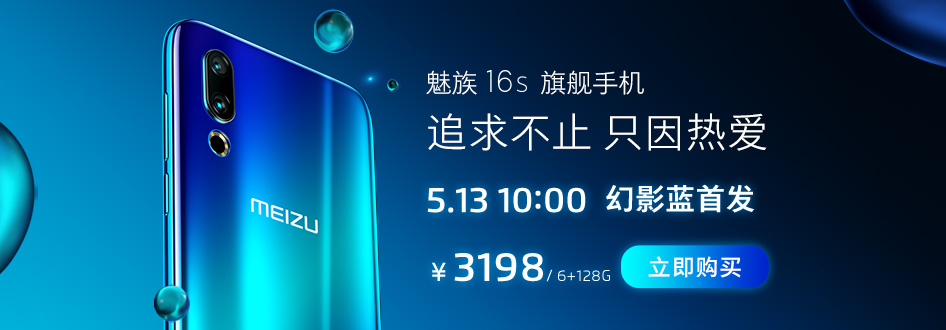 魅族 16s 旗舰手机
追求不止 只因热爱
MEIZU
5.13 10:00 幻影蓝首发
¥3198/ 6+128G
立即购买